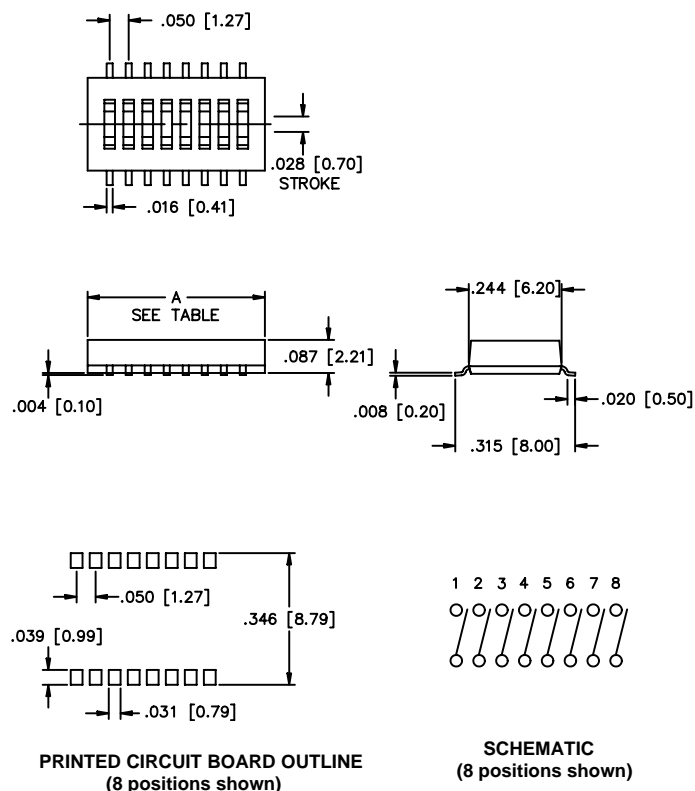 .050 [1.27]
.028 [0.70]
STROKE
.016 [0.41]
A
SEE TABLE
.087 [2.21]
.004 [0.10]
.244 [6.20]
.008 [0.20]
.020 [0.50]
.315 [8.00]
.050 [1.27]
.346 [8.79]
.039 [0.99]
.031 [0.79]
1 2 3 4 5 6 7 8
PRINTED CIRCUIT BOARD OUTLINE
(8 positions shown)
SCHEMATIC
(8 positions shown)